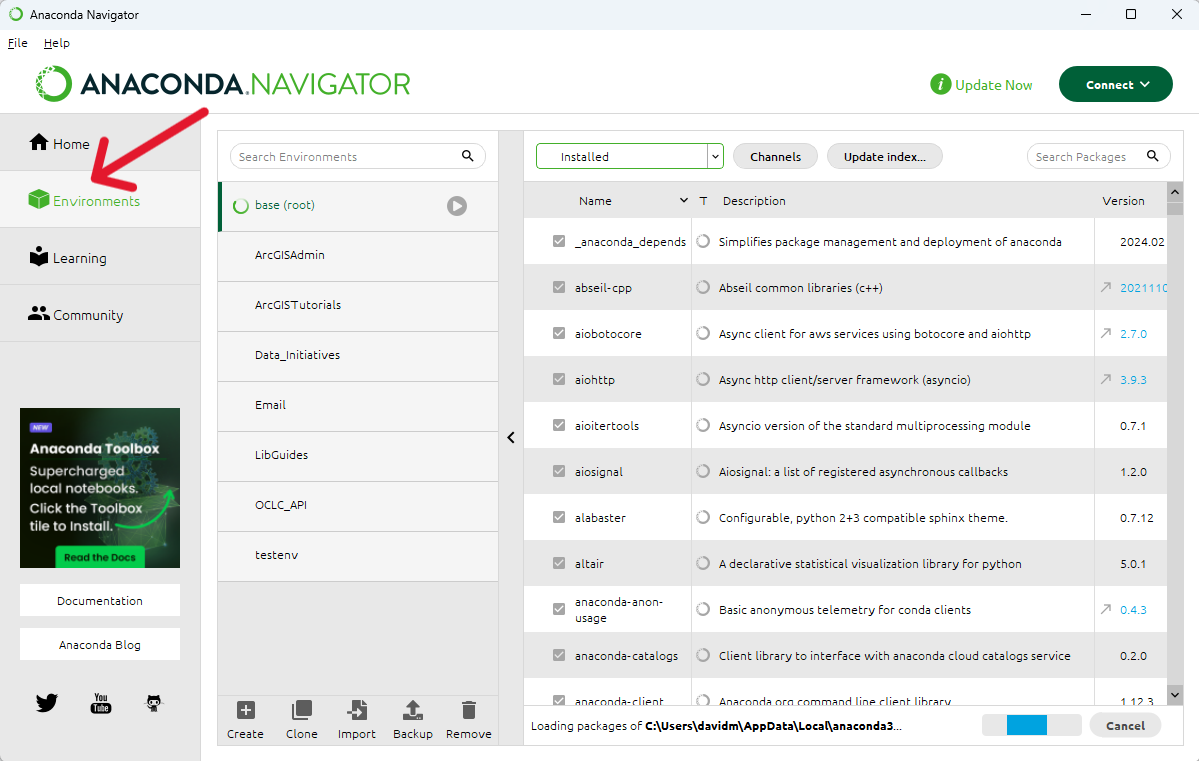 Anaconda Navigator
File Help
ANACONDA.NAVIGATOR
i Update Now
Connect
Home
Environments
Learning
Community
NEW
Anaconda Toolbox
Supercharged
local notebooks.
Click the Toolbox
tile to Install.
Read the Docs
Documentation
Anaconda Blog
You
Tube
Search Environments
base (root)
ArcGISAdmin
ArcGISTutorials
Data_Initiatives
Email
LibGuides
OCLC_API
testenv
Create Clone Import Backup Remove
Installed Channels Update index... Search Packages
Name T Description Version
_anaconda_depends Simplifies package management and deployment of anaconda 2024.02
abseil-cpp Abseil common libraries (c++) 2021110
aiobotocore Async client for aws services using botocore and aiohttp 2.7.0
aiohttp Async http client/server framework (asyncio) 3.9.3
aioitertools Asyncio version of the standard multiprocessing module 0.7.1
aiosignal Aiosignal: a list of registered asynchronous callbacks 1.2.0
alabaster Configurable, python 2+3 compatible sphinx theme. 0.7.12
altair A declarative statistical visualization library for python 5.0.1
anaconda-anon-
usage Basic anonymous telemetry for conda clients 0.4.3
anaconda-catalogs Client library to interface with anaconda cloud catalogs service 0.2.0
anaconda-client Anaconda.org command line client library 1.12.3
Loading packages of C:\Users\davidm\AppData\Local\anaconda3... Cancel